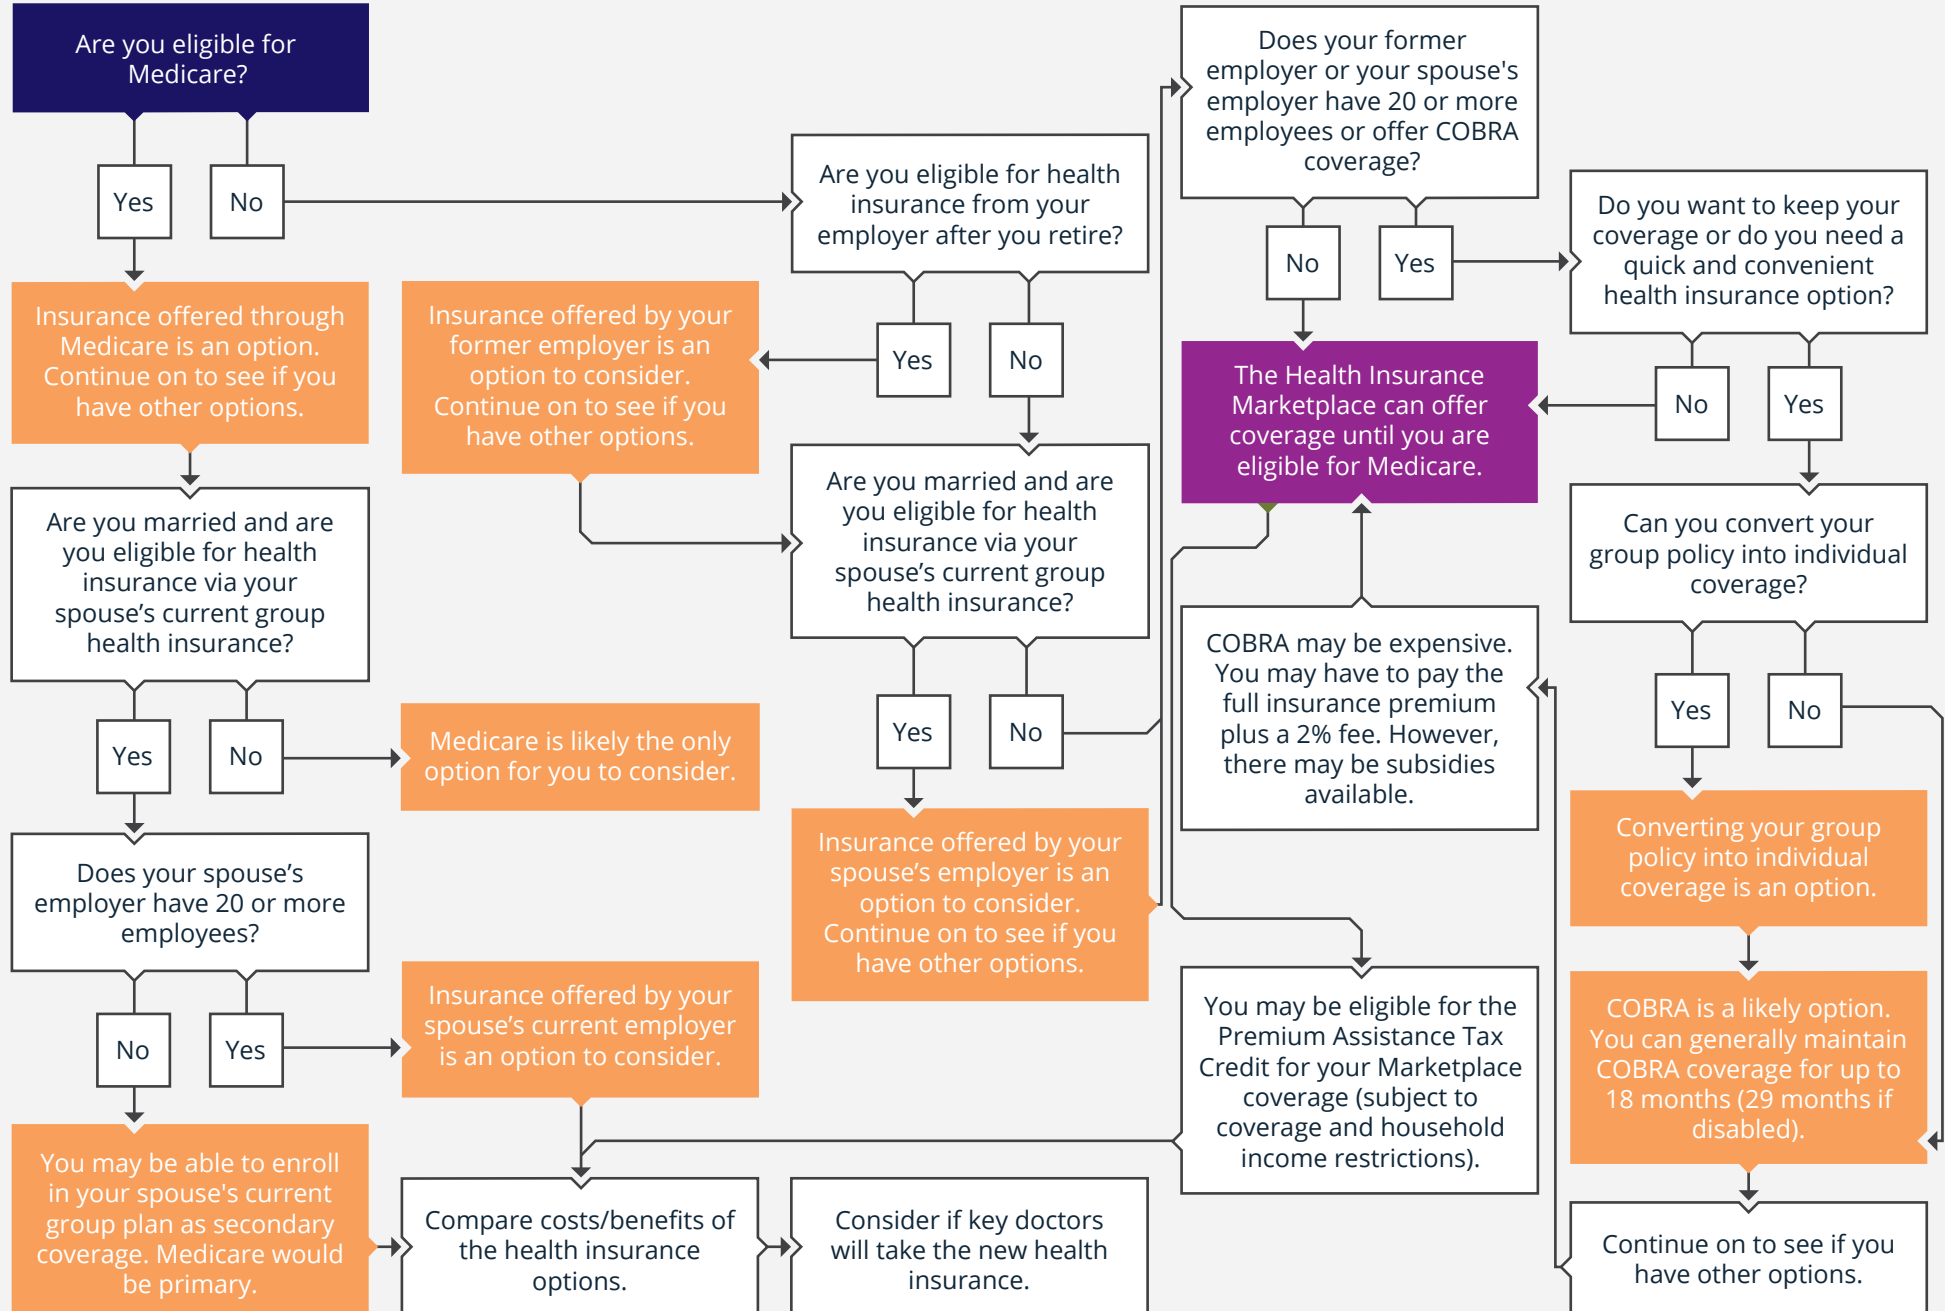 Are you eligible for
Medicare?
Yes
No
Insurance offered through
Medicare is an option.
Continue on to see if you
have other options.
Are you married and are
you eligible for health
insurance via your
spouse’s current group
health insurance?
Yes
No
Medicare is likely the only
option for you to consider.
Does your spouse’s
employer have 20 or more
employees?
No
Yes
Insurance offered by your
spouse’s current employer
is an option to consider.
You may be able to enroll
in your spouse's current
group plan as secondary
coverage. Medicare would
be primary.
Compare costs/benefits of
the health insurance
options.
Consider if key doctors
will take the new health
insurance.
Are you eligible for health
insurance from your
employer after you retire?
Yes
No
Insurance offered by your
former employer is an
option to consider.
Continue on to see if you
have other options.
Are you married and are
you eligible for health
insurance via your
spouse’s current group
health insurance?
Yes
No
Insurance offered by your
spouse’s employer is an
option to consider.
Continue on to see if you
have other options.
Does your former
employer or your spouse's
employer have 20 or more
employees or offer COBRA
coverage?
No
Yes
The Health Insurance
Marketplace can offer
coverage until you are
eligible for Medicare.
COBRA may be expensive.
You may have to pay the
full insurance premium
plus a 2% fee. However,
there may be subsidies
available.
You may be eligible for the
Premium Assistance Tax
Credit for your Marketplace
coverage (subject to
coverage and household
income restrictions).
Do you want to keep your
coverage or do you need a
quick and convenient
health insurance option?
No
Yes
Can you convert your
group policy into individual
coverage?
Yes
No
Converting your group
policy into individual
coverage is an option.
COBRA is a likely option.
You can generally maintain
COBRA coverage for up to
18 months (29 months if
disabled).
Continue on to see if you
have other options.